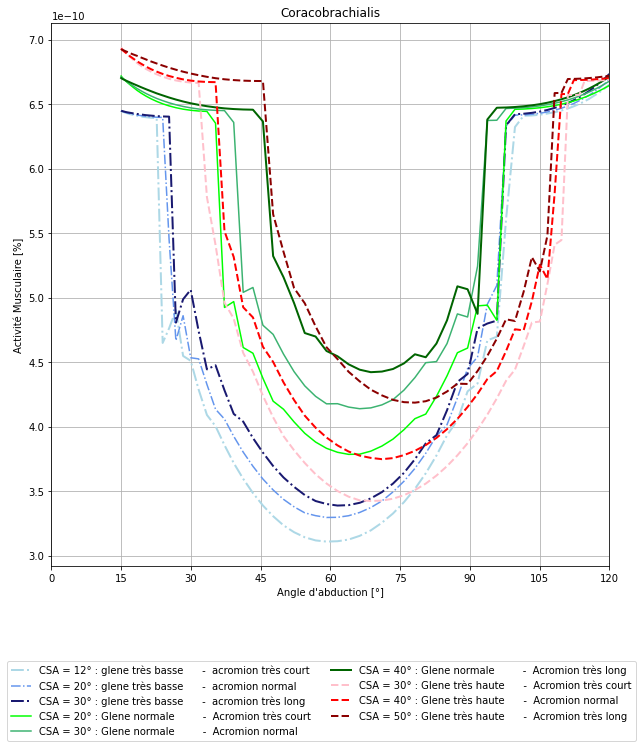 Coracobrachialis
1e−10
7.0
6.5
6.0
5.5
5.0
4.5
4.0
3.5
3.0
Activité Musculaire [%]
0 15 30 45 60 75 90 105 120
Angle d'abduction [°]
CSA = 12° : glene très basse - acromion très court
CSA = 20° : glene très basse - acromion normal
CSA = 30° : glene très basse - acromion très long
CSA = 20° : Glene normale - Acromion très court
CSA = 30° : Glene normale - Acromion normal
CSA = 40° : Glene normale - Acromion très long
CSA = 30° : Glene très haute - Acromion très court
CSA = 40° : Glene très haute - Acromion normal
CSA = 50° : Glene très haute - Acromion très long